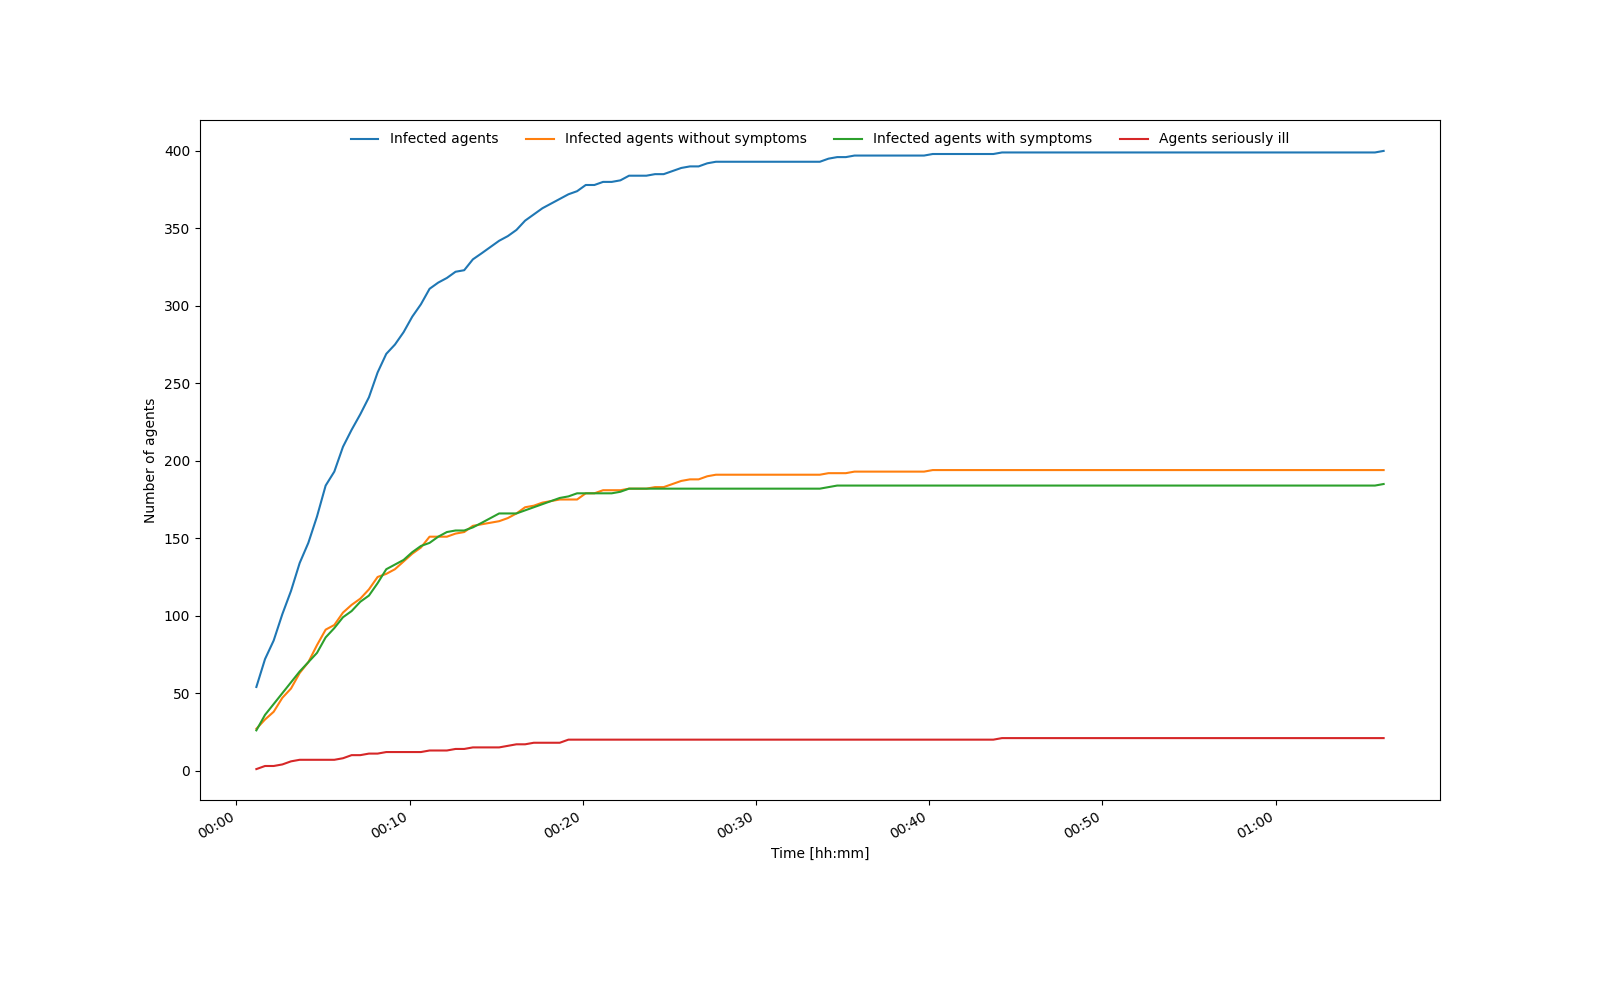 Infected agents Infected agents without symptoms Infected agents with symptoms Agents seriously ill
400
350
300
250
200
150
100
50
0
Number of agents
00:00 00:10 00:20 00:30 00:40 00:50 01:00
Time [hh:mm]